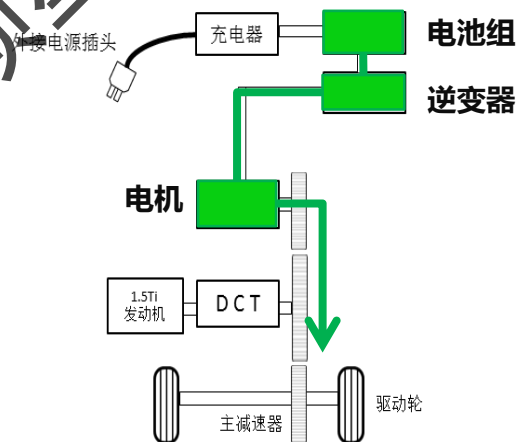 外接电源插头
充电器
电池组
逆变器
电机
1.5Ti
发动机
DCT
主减速器
驱动轮